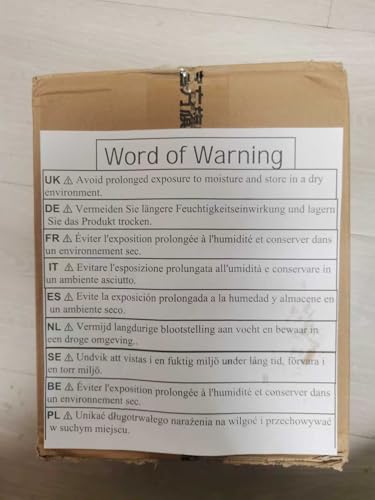 Word of Warning
UK ⚠ Avoid prolonged exposure to moisture and store in a dry
environment.
DE ⚠ Vermeiden Sie längere Feuchtigkeitseinwirkung und lagern
Sie das Produkt trocken.
FR ⚠ Éviter l'exposition prolongée à l'humidité et conserver dans
un environnement sec.
IT ⚠ Evitare l'esposizione prolungata all'umidità e conservare in
un ambiente asciutto.
ES ⚠ Evite la exposición prolongada a la humedad y almacene en
un ambiente seco.
NL ⚠ Vermijd langdurige blootstelling aan vocht en bewaar in
een droge omgeving..
SE ⚠ Undvik att vistas i en fuktig miljö under lång tid, förvara i
en torr miljö.
BE ⚠ Éviter l'exposition prolongée à l'humidité et conserver dans
un environnement sec.
PL ⚠ Unikać długotrwałego narażenia na wilgoć i przechowywać
w suchym miejscu.